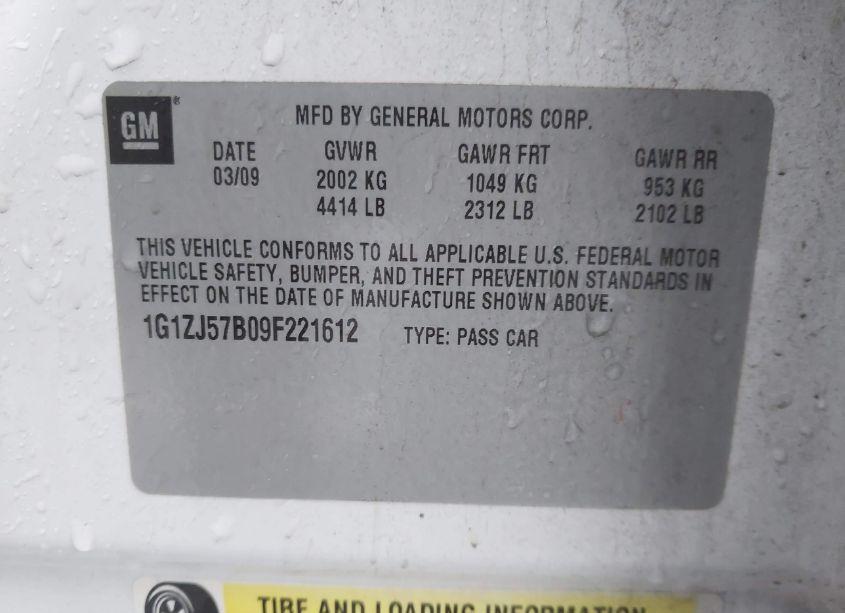 GM®
MFD BY GENERAL MOTORS CORP.
DATE GVWR GAWR FRT GAWR RR
03/09 2002 KG 1049 KG 953 KG
4414 LB 2312 LB 2102 LB
THIS VEHICLE CONFORMS TO ALL APPLICABLE U.S. FEDERAL MOTOR
VEHICLE SAFETY, BUMPER, AND THEFT PREVENTION STANDARDS IN
EFFECT ON THE DATE OF MANUFACTURE SHOWN ABOVE.
1G1ZJ57B09F221612 TYPE: PASS CAR
TIRE AND LOADING INFORMATION